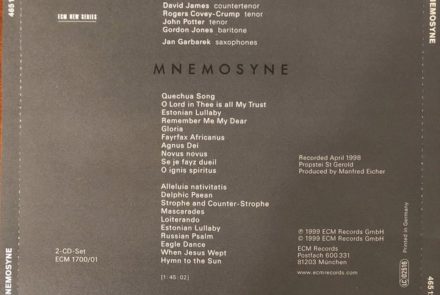 ECM NEW SERIES
David James countertenor
Rogers Covey-Crump tenor
John Potter tenor
Gordon Jones baritone
Jan Garbarek saxophones
MNEMOSYNE
Quechua Song
O Lord in Thee is all My Trust
Estonian Lullaby
Remember Me My Dear
Gloria
Fayrfax Africanus
Agnus Dei
Novus novus
Se je fayz dueil
O ignis spiritus
Alleluia nativitatis
Delphic Paean
Strophe and Counter-Strophe
Mascarades
Loiterando
Estonian Lullaby
Russian Psalm
Eagle Dance
When Jesus Wept
Hymn to the Sun
[1:45:02]
2-CD-Set
ECM 1700/01
Recorded April 1998
Propstei St Gerold
Produced by Manfred Eicher
℗ 1999 ECM Records GmbH
© 1999 ECM Records GmbH
ECM Records
Postfach 600 331
81203 München
www.ecmrecords.com
Printed in Germany
LC 02516
NEMOSYNE
465 1
MNEMOSYNE
465 1